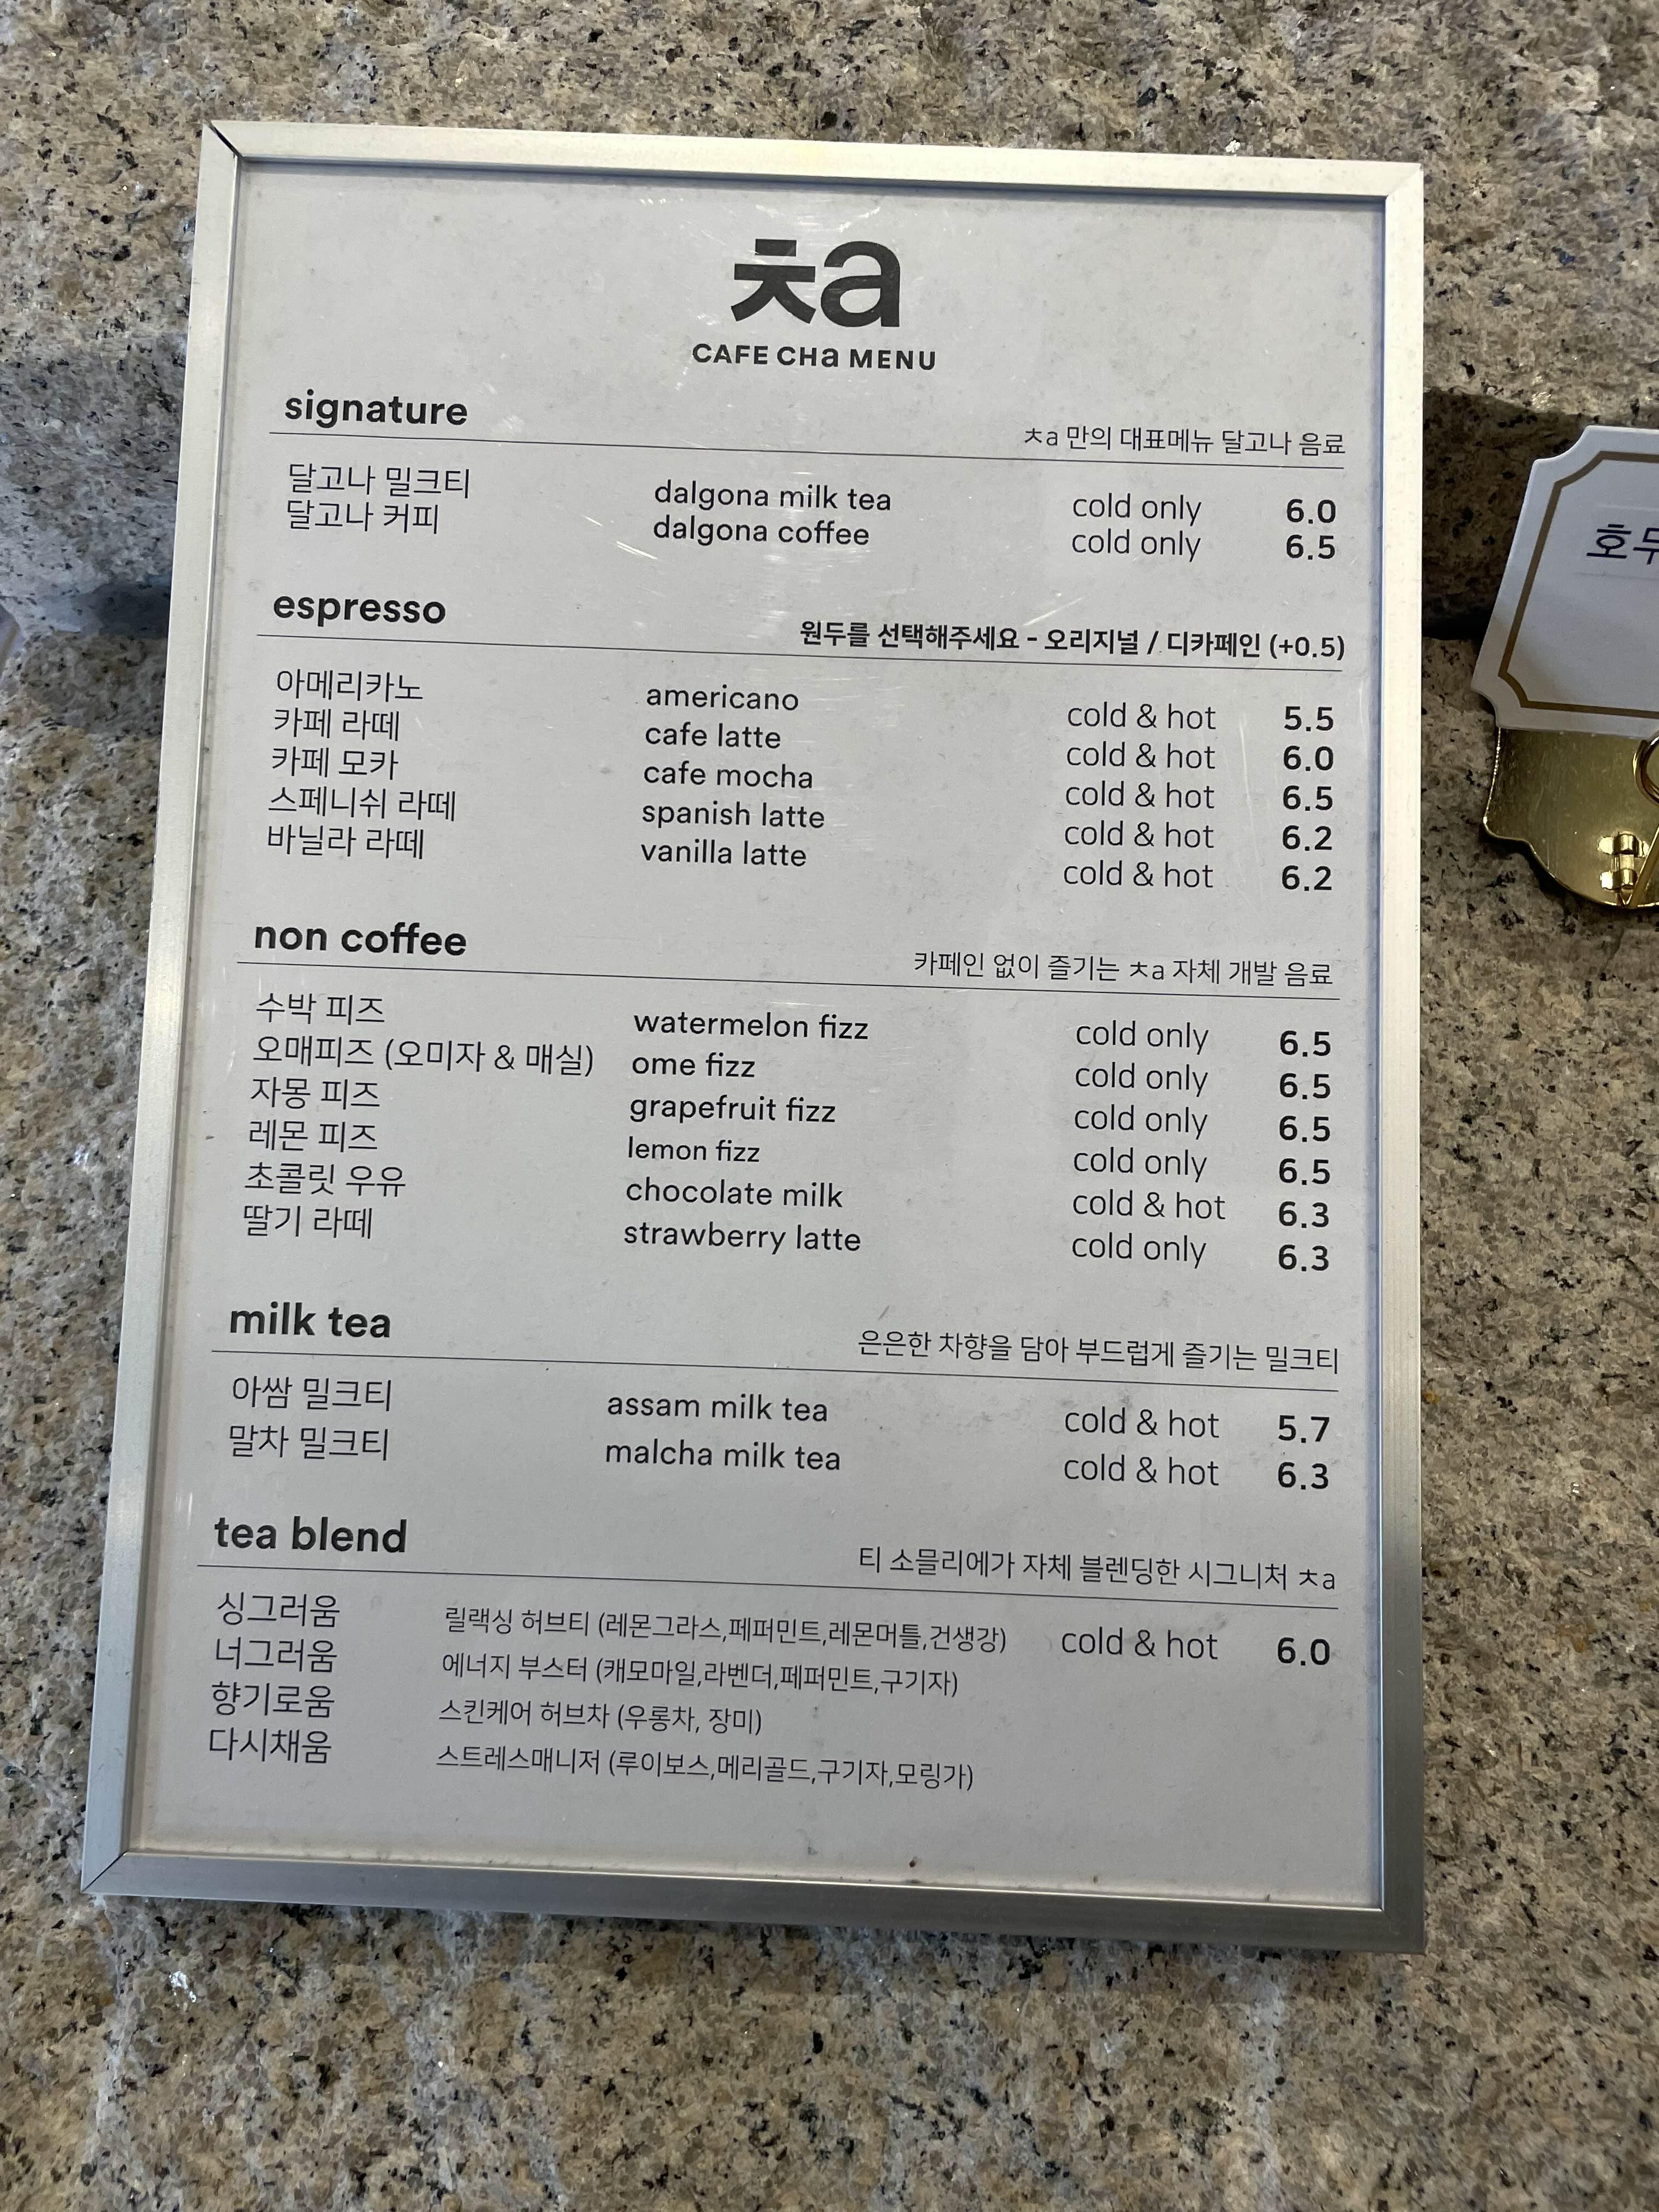 ㅊa
CAFE CHa MENU
signature
ㅊa 만의 대표메뉴 달고나 음료
달고나 밀크티 dalgona milk tea cold only 6.0
달고나 커피 dalgona coffee cold only 6.5
espresso
원두를 선택해주세요 - 오리지널 / 디카페인 (+0.5)
아메리카노 americano cold & hot 5.5
카페 라떼 cafe latte cold & hot 6.0
카페 모카 cafe mocha cold & hot 6.5
스페니쉬 라떼 spanish latte cold & hot 6.2
바닐라 라떼 vanilla latte cold & hot 6.2
non coffee
카페인 없이 즐기는 ㅊa 자체 개발 음료
수박 피즈 watermelon fizz cold only 6.5
오매피즈 (오미자 & 매실) ome fizz cold only 6.5
자몽 피즈 grapefruit fizz cold only 6.5
레몬 피즈 lemon fizz cold only 6.5
초콜릿 우유 chocolate milk cold & hot 6.3
딸기 라떼 strawberry latte cold only 6.3
milk tea
은은한 차향을 담아 부드럽게 즐기는 밀크티
아쌈 밀크티 assam milk tea cold & hot 5.7
말차 밀크티 malcha milk tea cold & hot 6.3
tea blend
티 소믈리에가 자체 블렌딩한 시그니처 ㅊa
싱그러움 릴랙싱 허브티 (레몬그라스,페퍼민트,레몬머틀,건생강) cold & hot 6.0
너그러움 에너지 부스터 (캐모마일,라벤더,페퍼민트,구기자)
향기로움 스킨케어 허브차 (우롱차, 장미)
다시채움 스트레스매니저 (루이보스,메리골드,구기자,모링가)